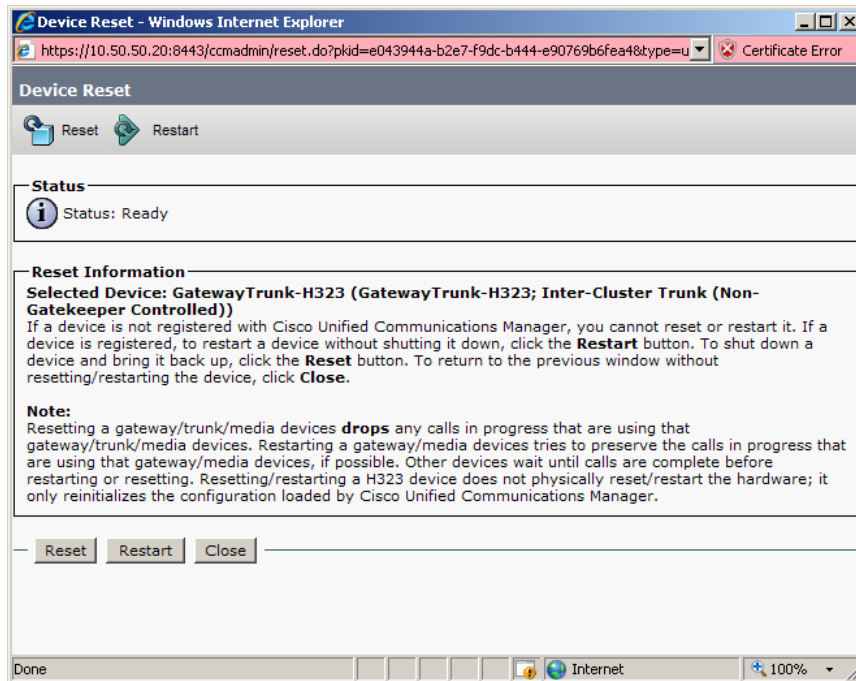 Device Reset - Windows Internet Explorer
https://10.50.50.20:8443/ccmadmin/reset.do?pkid=e043944a-b2e7-f9dc-b444-e90769b6fea4&type=u
Certificate Error
Device Reset
Reset
Restart
Status
Status: Ready
Reset Information
Selected Device: GatewayTrunk-H323 (GatewayTrunk-H323; Inter-Cluster Trunk (Non-
Gatekeeper Controlled))
If a device is not registered with Cisco Unified Communications Manager, you cannot reset or restart it. If a
device is registered, to restart a device without shutting it down, click the Restart button. To shut down a
device and bring it back up, click the Reset button. To return to the previous window without
resetting/restarting the device, click Close.
Note:
Resetting a gateway/trunk/media devices drops any calls in progress that are using that
gateway/trunk/media devices. Restarting a gateway/media devices tries to preserve the calls in progress that
are using that gateway/media devices, if possible. Other devices wait until calls are complete before
restarting or resetting. Resetting/restarting a H323 device does not physically reset/restart the hardware; it
only reinitializes the configuration loaded by Cisco Unified Communications Manager.
Reset
Restart
Close
Done
Internet
100%